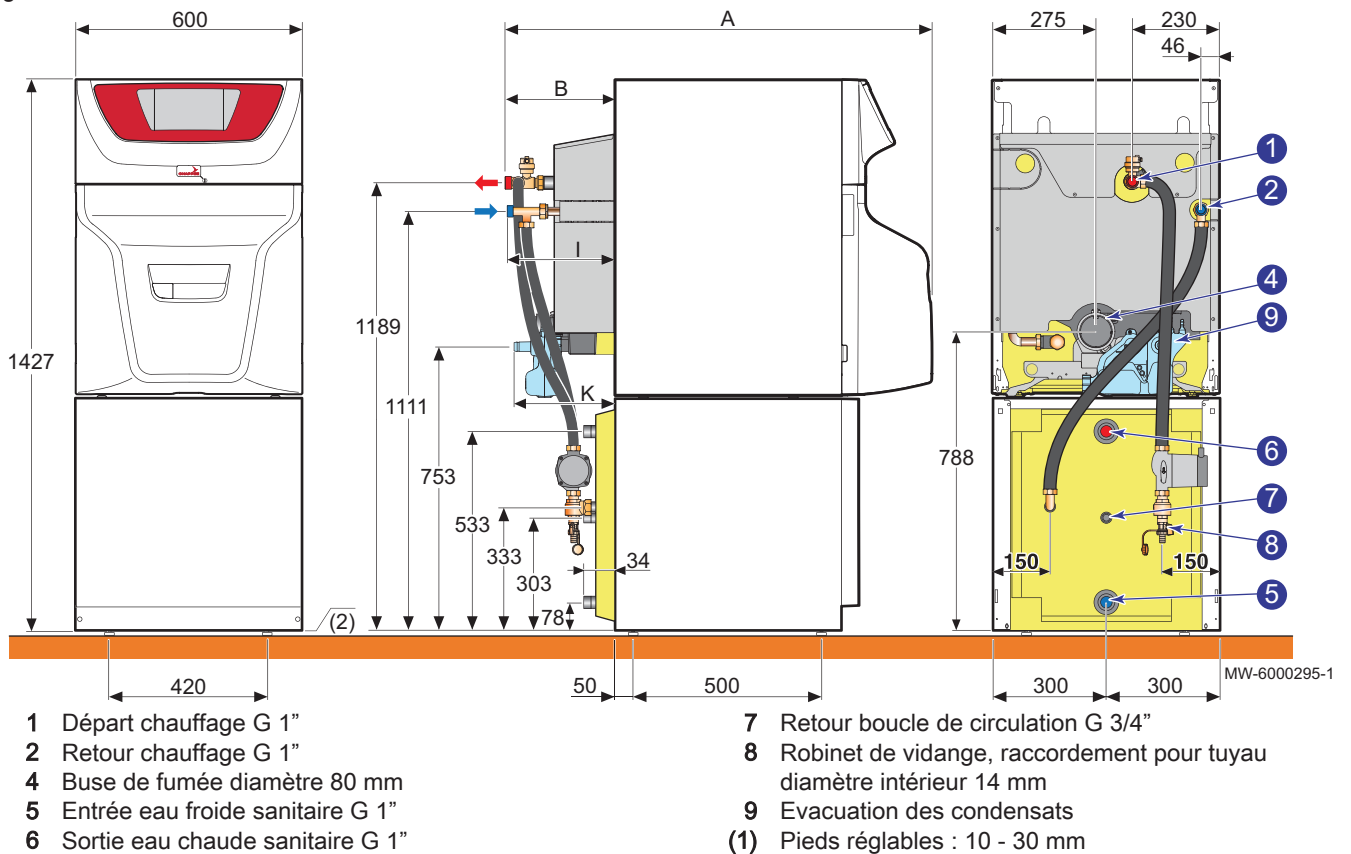 600
A
275
230
46
B
1
2
I
4
9
1189
1427
1111
K
788
753
6
533
7
333
34
8
303
150
150
5
78
(2)
MW-6000295-1
420
50
500
300
300
1 Départ chauffage G 1”
2 Retour chauffage G 1”
4 Buse de fumée diamètre 80 mm
5 Entrée eau froide sanitaire G 1”
6 Sortie eau chaude sanitaire G 1”
7 Retour boucle de circulation G 3/4”
8 Robinet de vidange, raccordement pour tuyau
diamètre intérieur 14 mm
9 Evacuation des condensats
(1) Pieds réglables : 10 - 30 mm